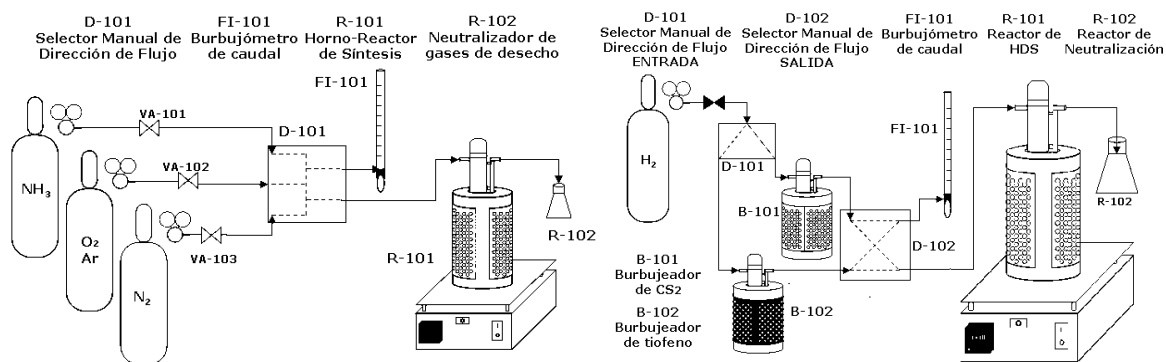 D-101
Selector Manual de
Dirección de Flujo
FI-101
Burbujómetro
de caudal
R-101
Horno-Reactor
de Síntesis
R-102
Neutralizador de
gases de desecho
FI-101
VA-101
D-101
VA-102
VA-103
NH3
O2
Ar
N2
R-101
R-102
D-101
Selector Manual de
Dirección de Flujo
ENTRADA
D-102
Selector Manual de
Dirección de Flujo
SALIDA
FI-101
Burbujómetro
de caudal
R-101
Reactor
de HDS
R-102
Reactor de
Neutralización
FI-101
H2
D-101
B-101
D-102
R-102
B-101
Burbujeador
de CS2
B-102
Burbujeador
de tiofeno
B-102